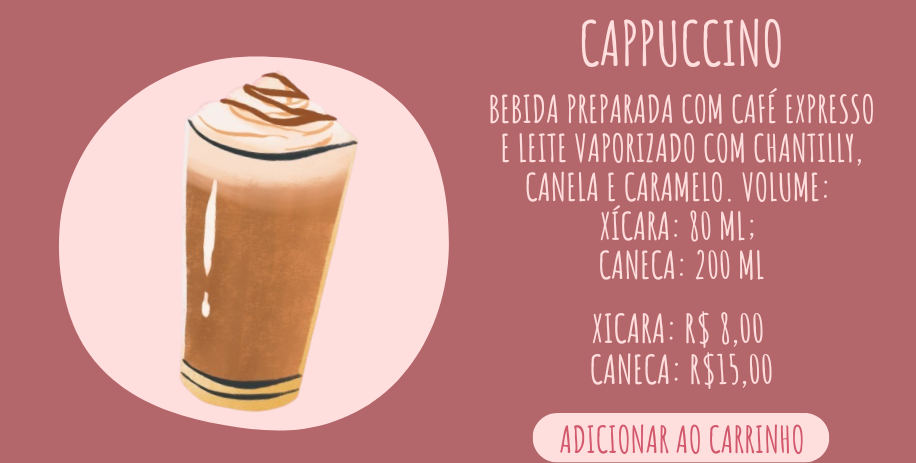 CAPPUCCINO
BEBIDA PREPARADA COM CAFÉ EXPRESSO
E LEITE VAPORIZADO COM CHANTILLY,
CANELA E CARAMELO. VOLUME:
XÍCARA: 80 ML;
CANECA: 200 ML
XICARA: R$ 8,00
CANECA: R$15,00
ADICIONAR AO CARRINHO